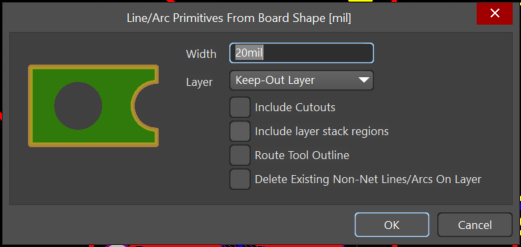 Line/Arc Primitives From Board Shape [mil]
Width 20mil
Layer Keep-Out Layer
Include Cutouts
Include layer stack regions
Route Tool Outline
Delete Existing Non-Net Lines/Arcs On Layer
OK Cancel